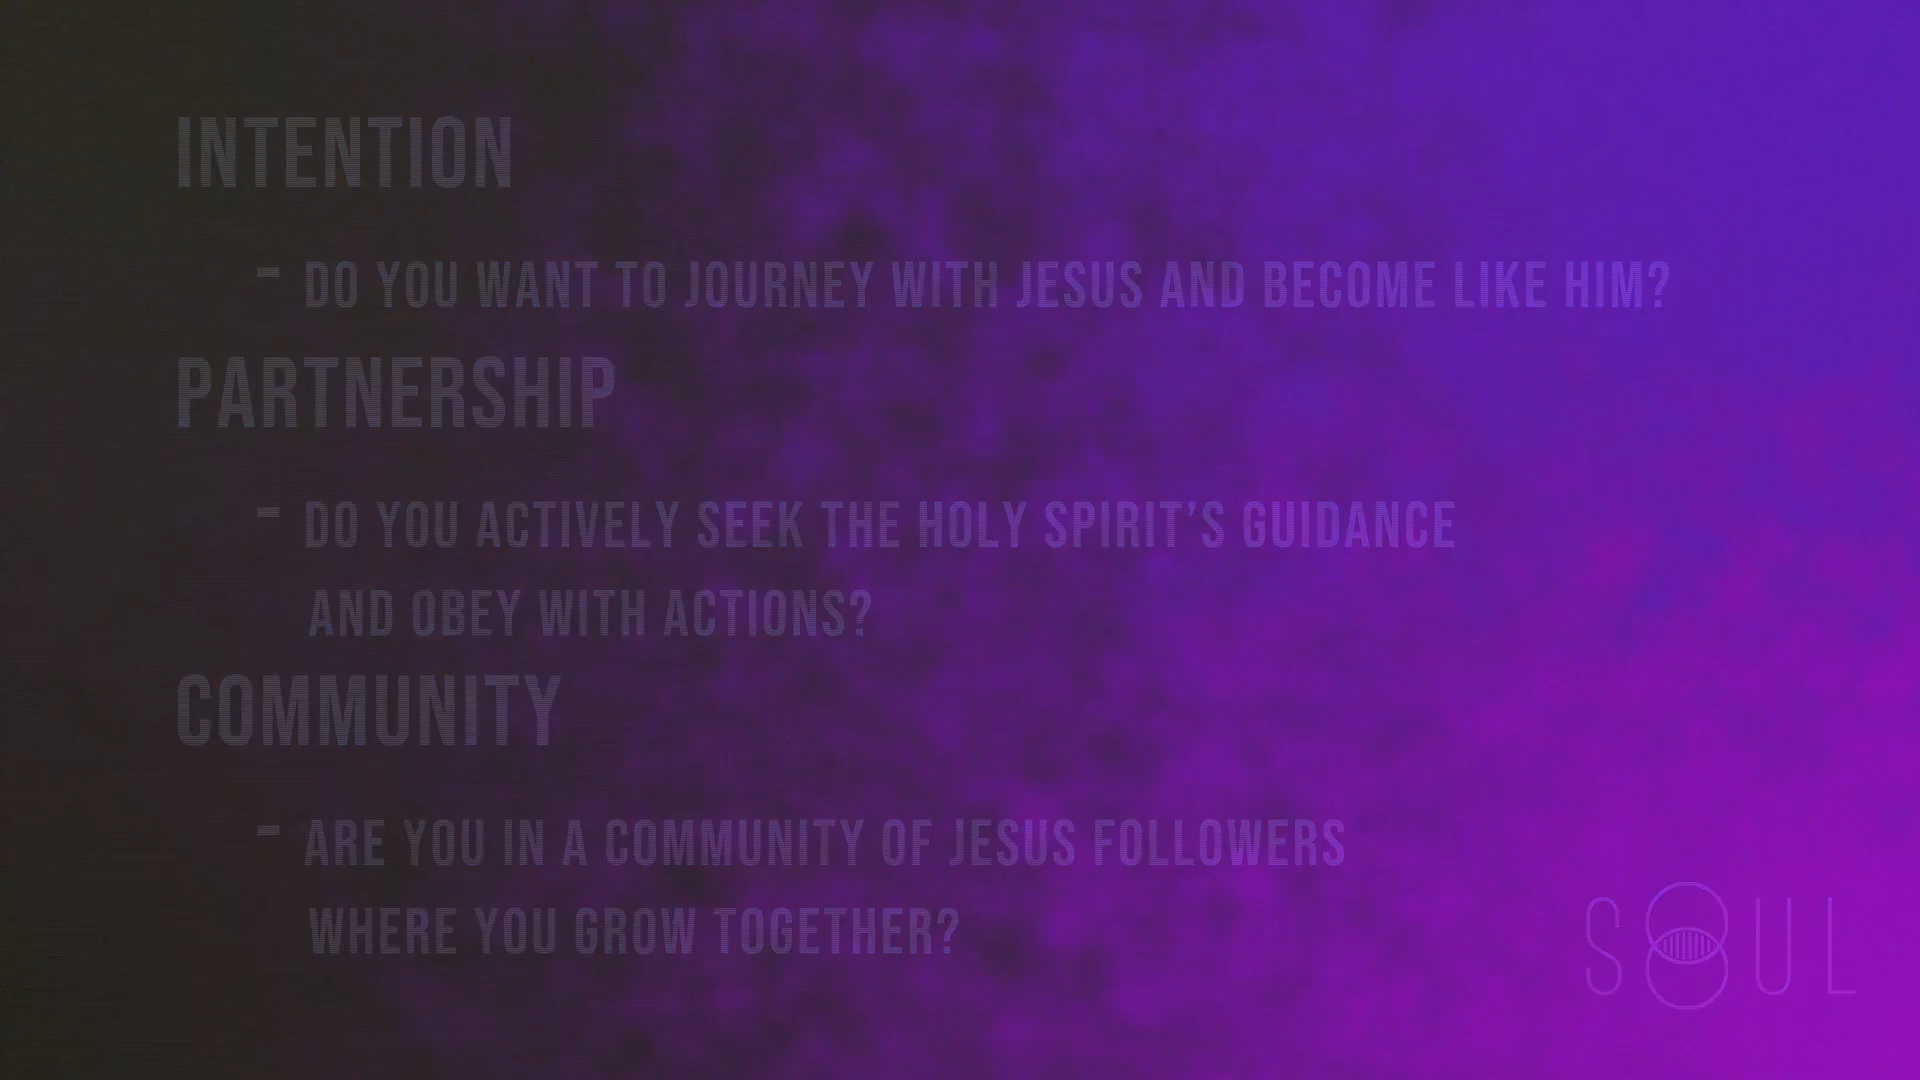 INTENTION
- DO YOU WANT TO JOURNEY WITH JESUS AND BECOME LIKE HIM?
PARTNERSHIP
- DO YOU ACTIVELY SEEK THE HOLY SPIRIT’S GUIDANCE
AND OBEY WITH ACTIONS?
COMMUNITY
- ARE YOU IN A COMMUNITY OF JESUS FOLLOWERS
WHERE YOU GROW TOGETHER?
SOUL